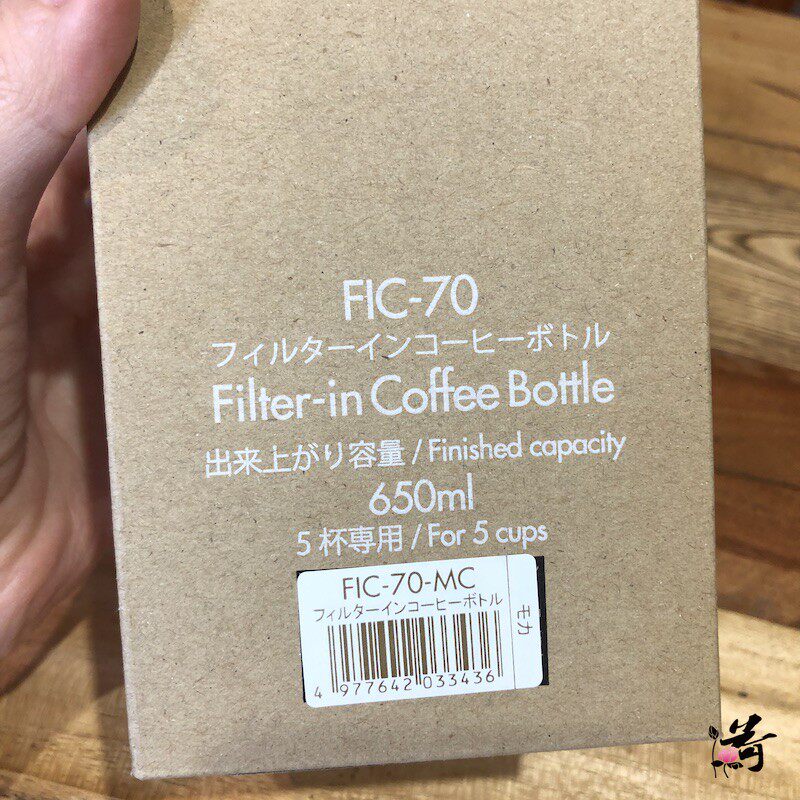 FIC-70
フィルターインコーヒーボトル
Filter-in Coffee Bottle
出来上がり容量 / Finished capacity
650ml
5 杯専用 / For 5 cups
FIC-70-MC
フィルターインコーヒーボトル
モカ
4 977642 033436